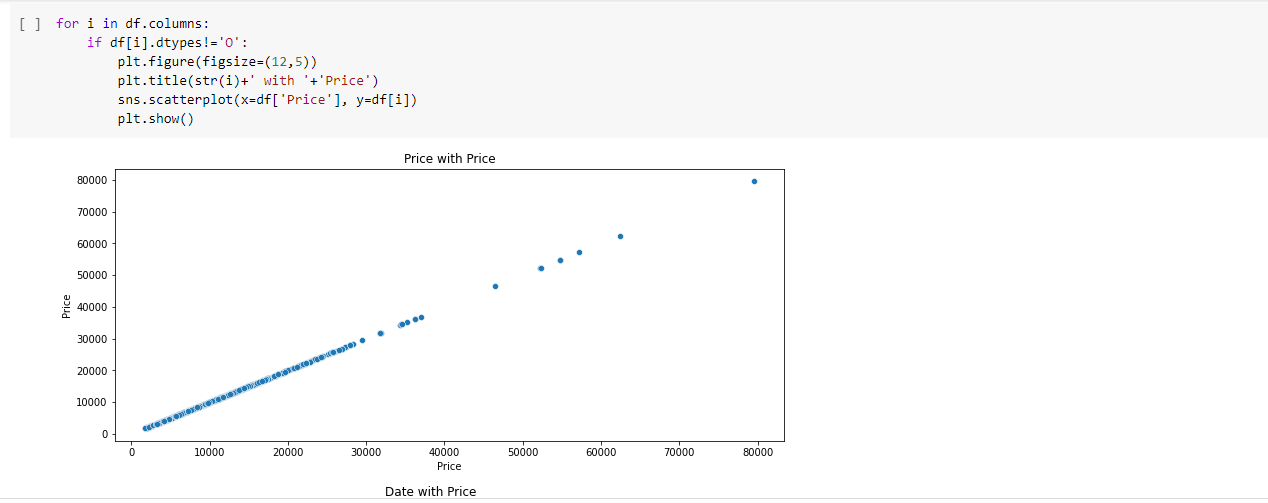 [ ] for i in df.columns:
if df[i].dtypes!='O':
plt.figure(figsize=(12,5))
plt.title(str(i)+' with '+'Price')
sns.scatterplot(x=df['Price'], y=df[i])
plt.show()
Price with Price
80000
70000
60000
50000
40000
30000
20000
10000
0
Price
0 10000 20000 30000 40000 50000 60000 70000 80000
Price
Date with Price